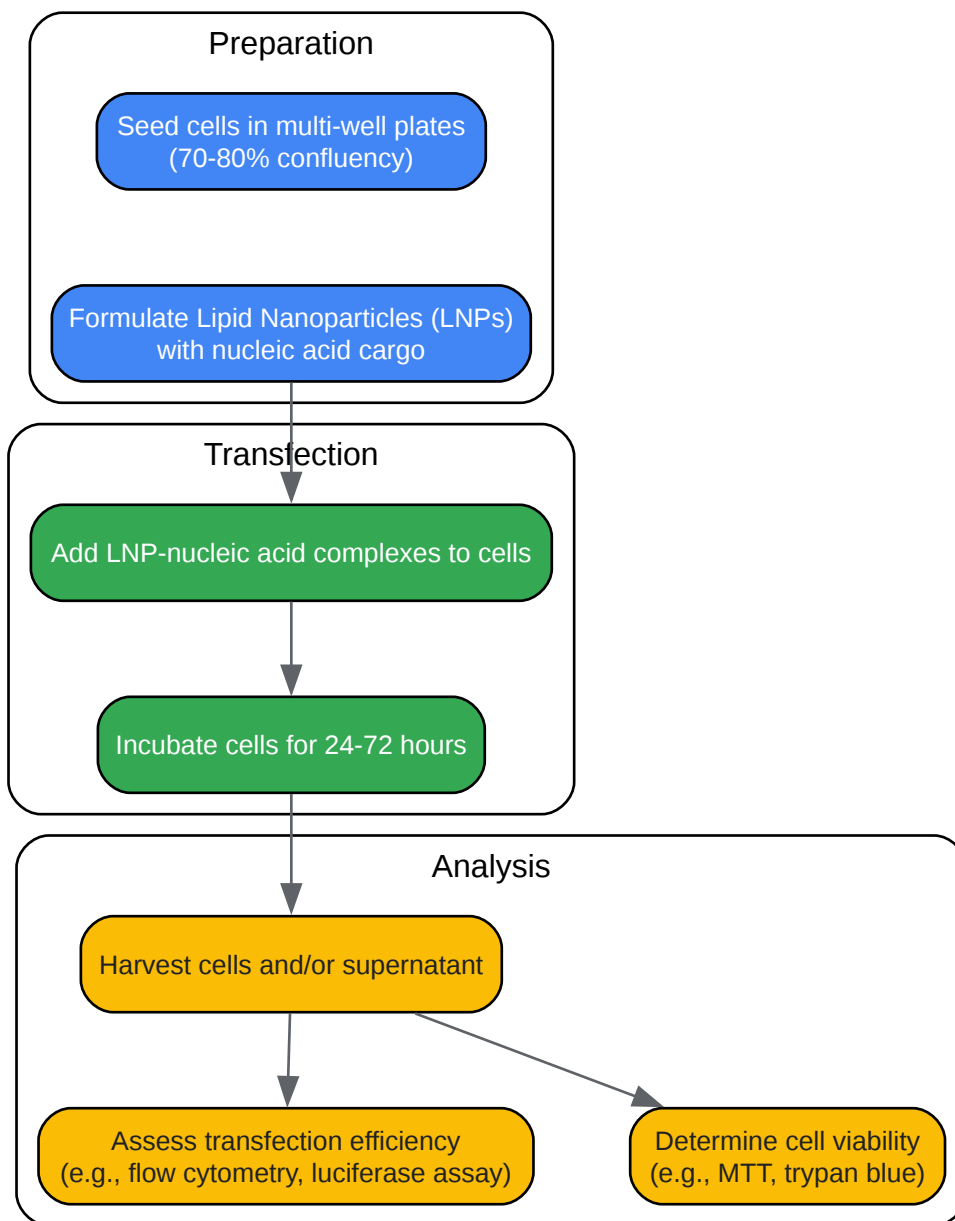 Preparation
Seed cells in multi-well plates
(70-80% confluency)
Formulate Lipid Nanoparticles (LNPs)
with nucleic acid cargo
Transfection
Add LNP-nucleic acid complexes to cells
Incubate cells for 24-72 hours
Analysis
Harvest cells and/or supernatant
Assess transfection efficiency
(e.g., flow cytometry, luciferase assay)
Determine cell viability
(e.g., MTT, trypan blue)